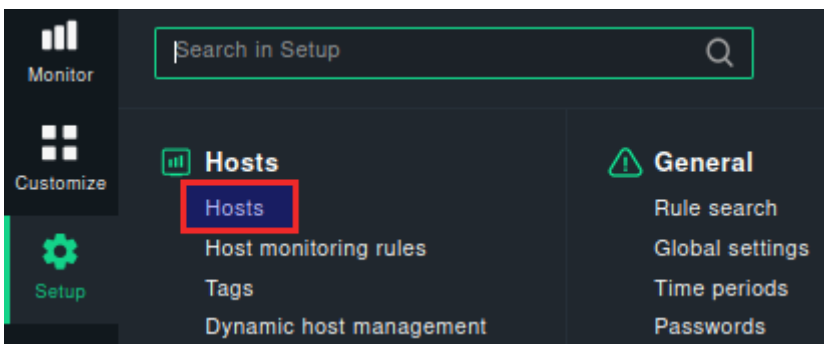 Monitor
Customize
Setup
Search in Setup
Hosts
Hosts
Host monitoring rules
Tags
Dynamic host management
General
Rule search
Global settings
Time periods
Passwords